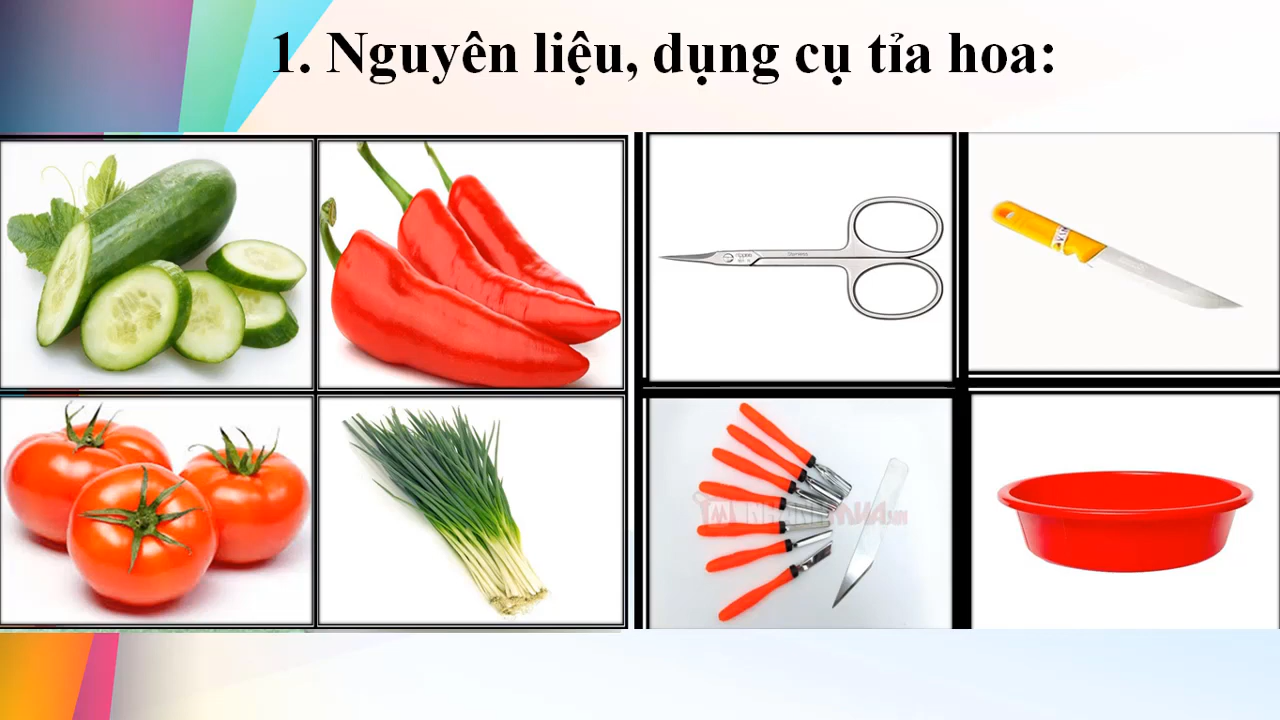 1. Nguyên liệu, dụng cụ tỉa hoa: